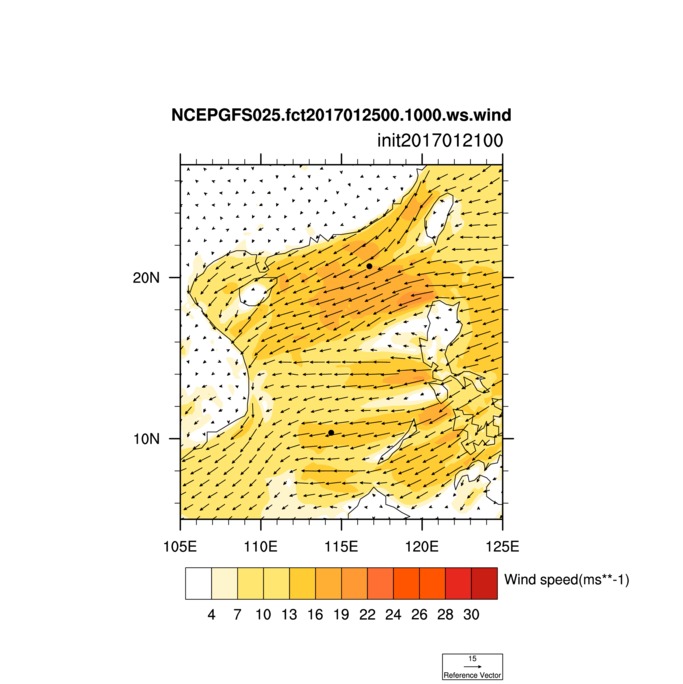 NCEPGFS025.fct2017012500.1000.ws.wind
init2017012100
20N
10N
105E 110E 115E 120E 125E
Wind speed(ms**-1)
4 7 10 13 16 19 22 24 26 28 30
15
Reference Vector